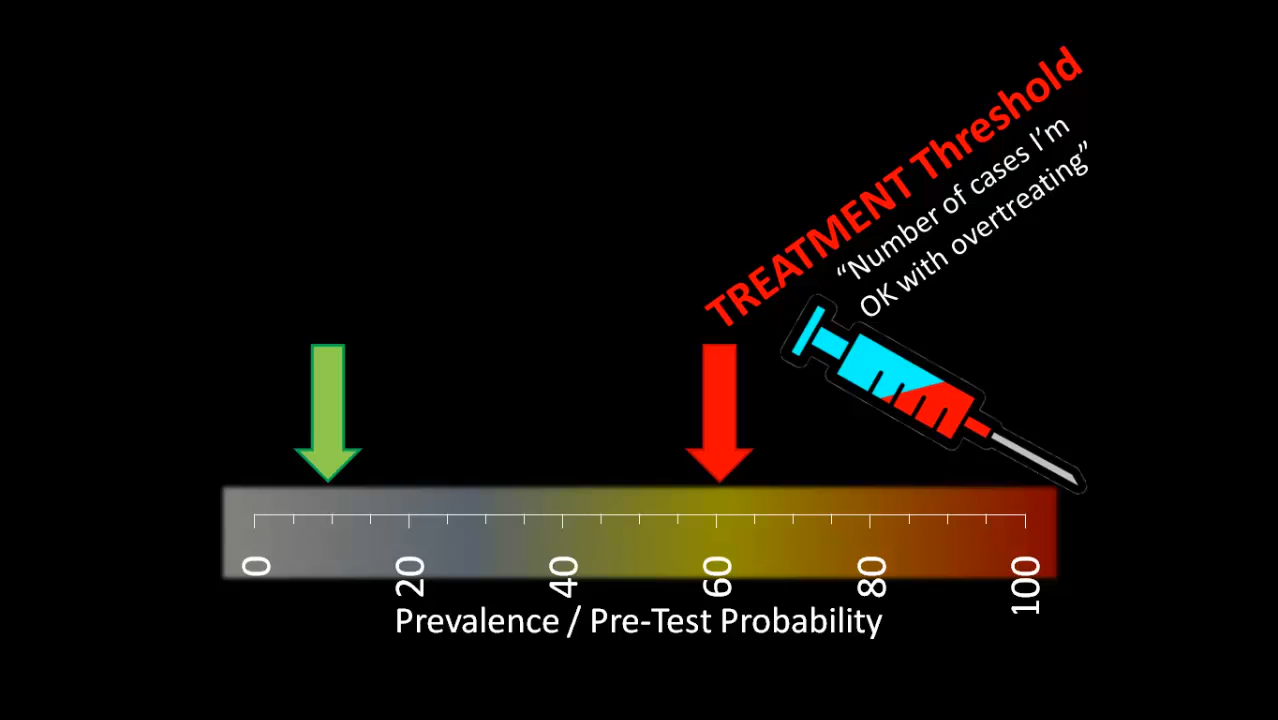 TREATMENT Threshold
“Number of cases I’m
OK with overtreating”
0
20
40
60
80
100
Prevalence / Pre-Test Probability